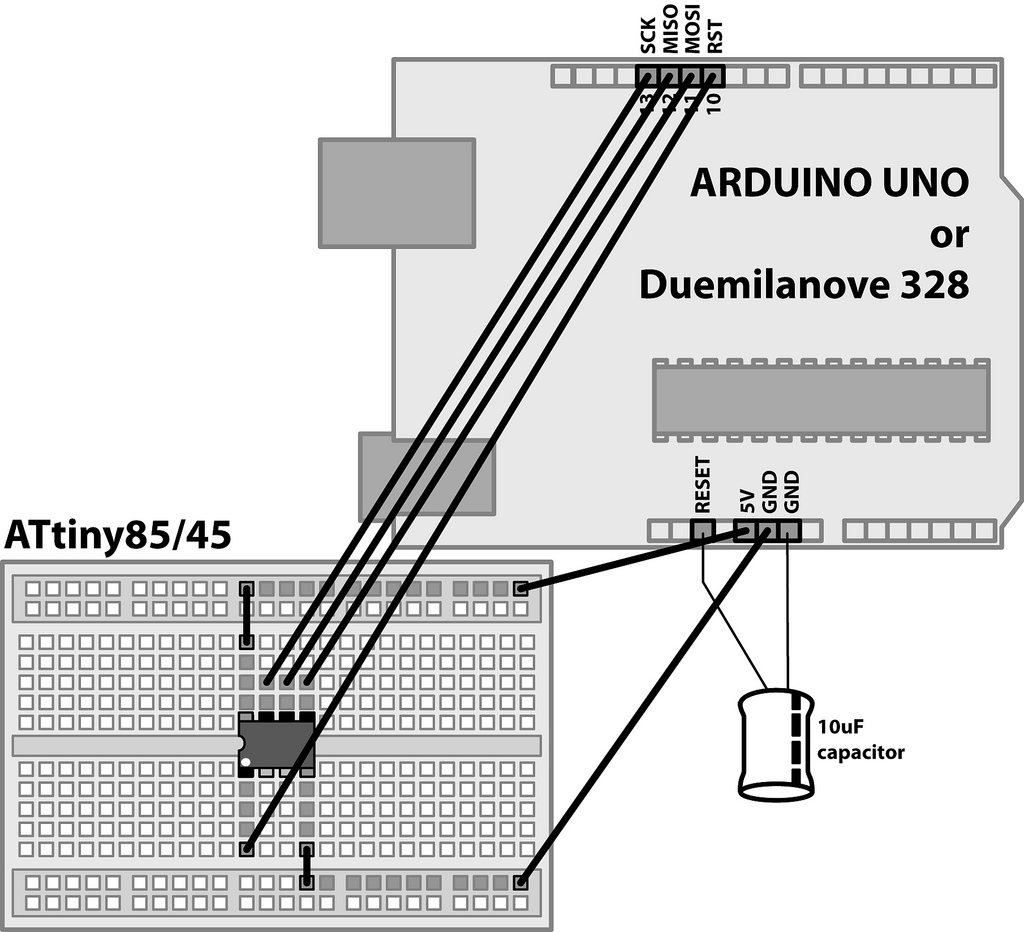 SCK
MISO
MOSI
RST
13
12
11
10
ARDUINO UNO
or
Duemilanove 328
RESET
5V
GND
GND
ATtiny85/45
10uF
capacitor